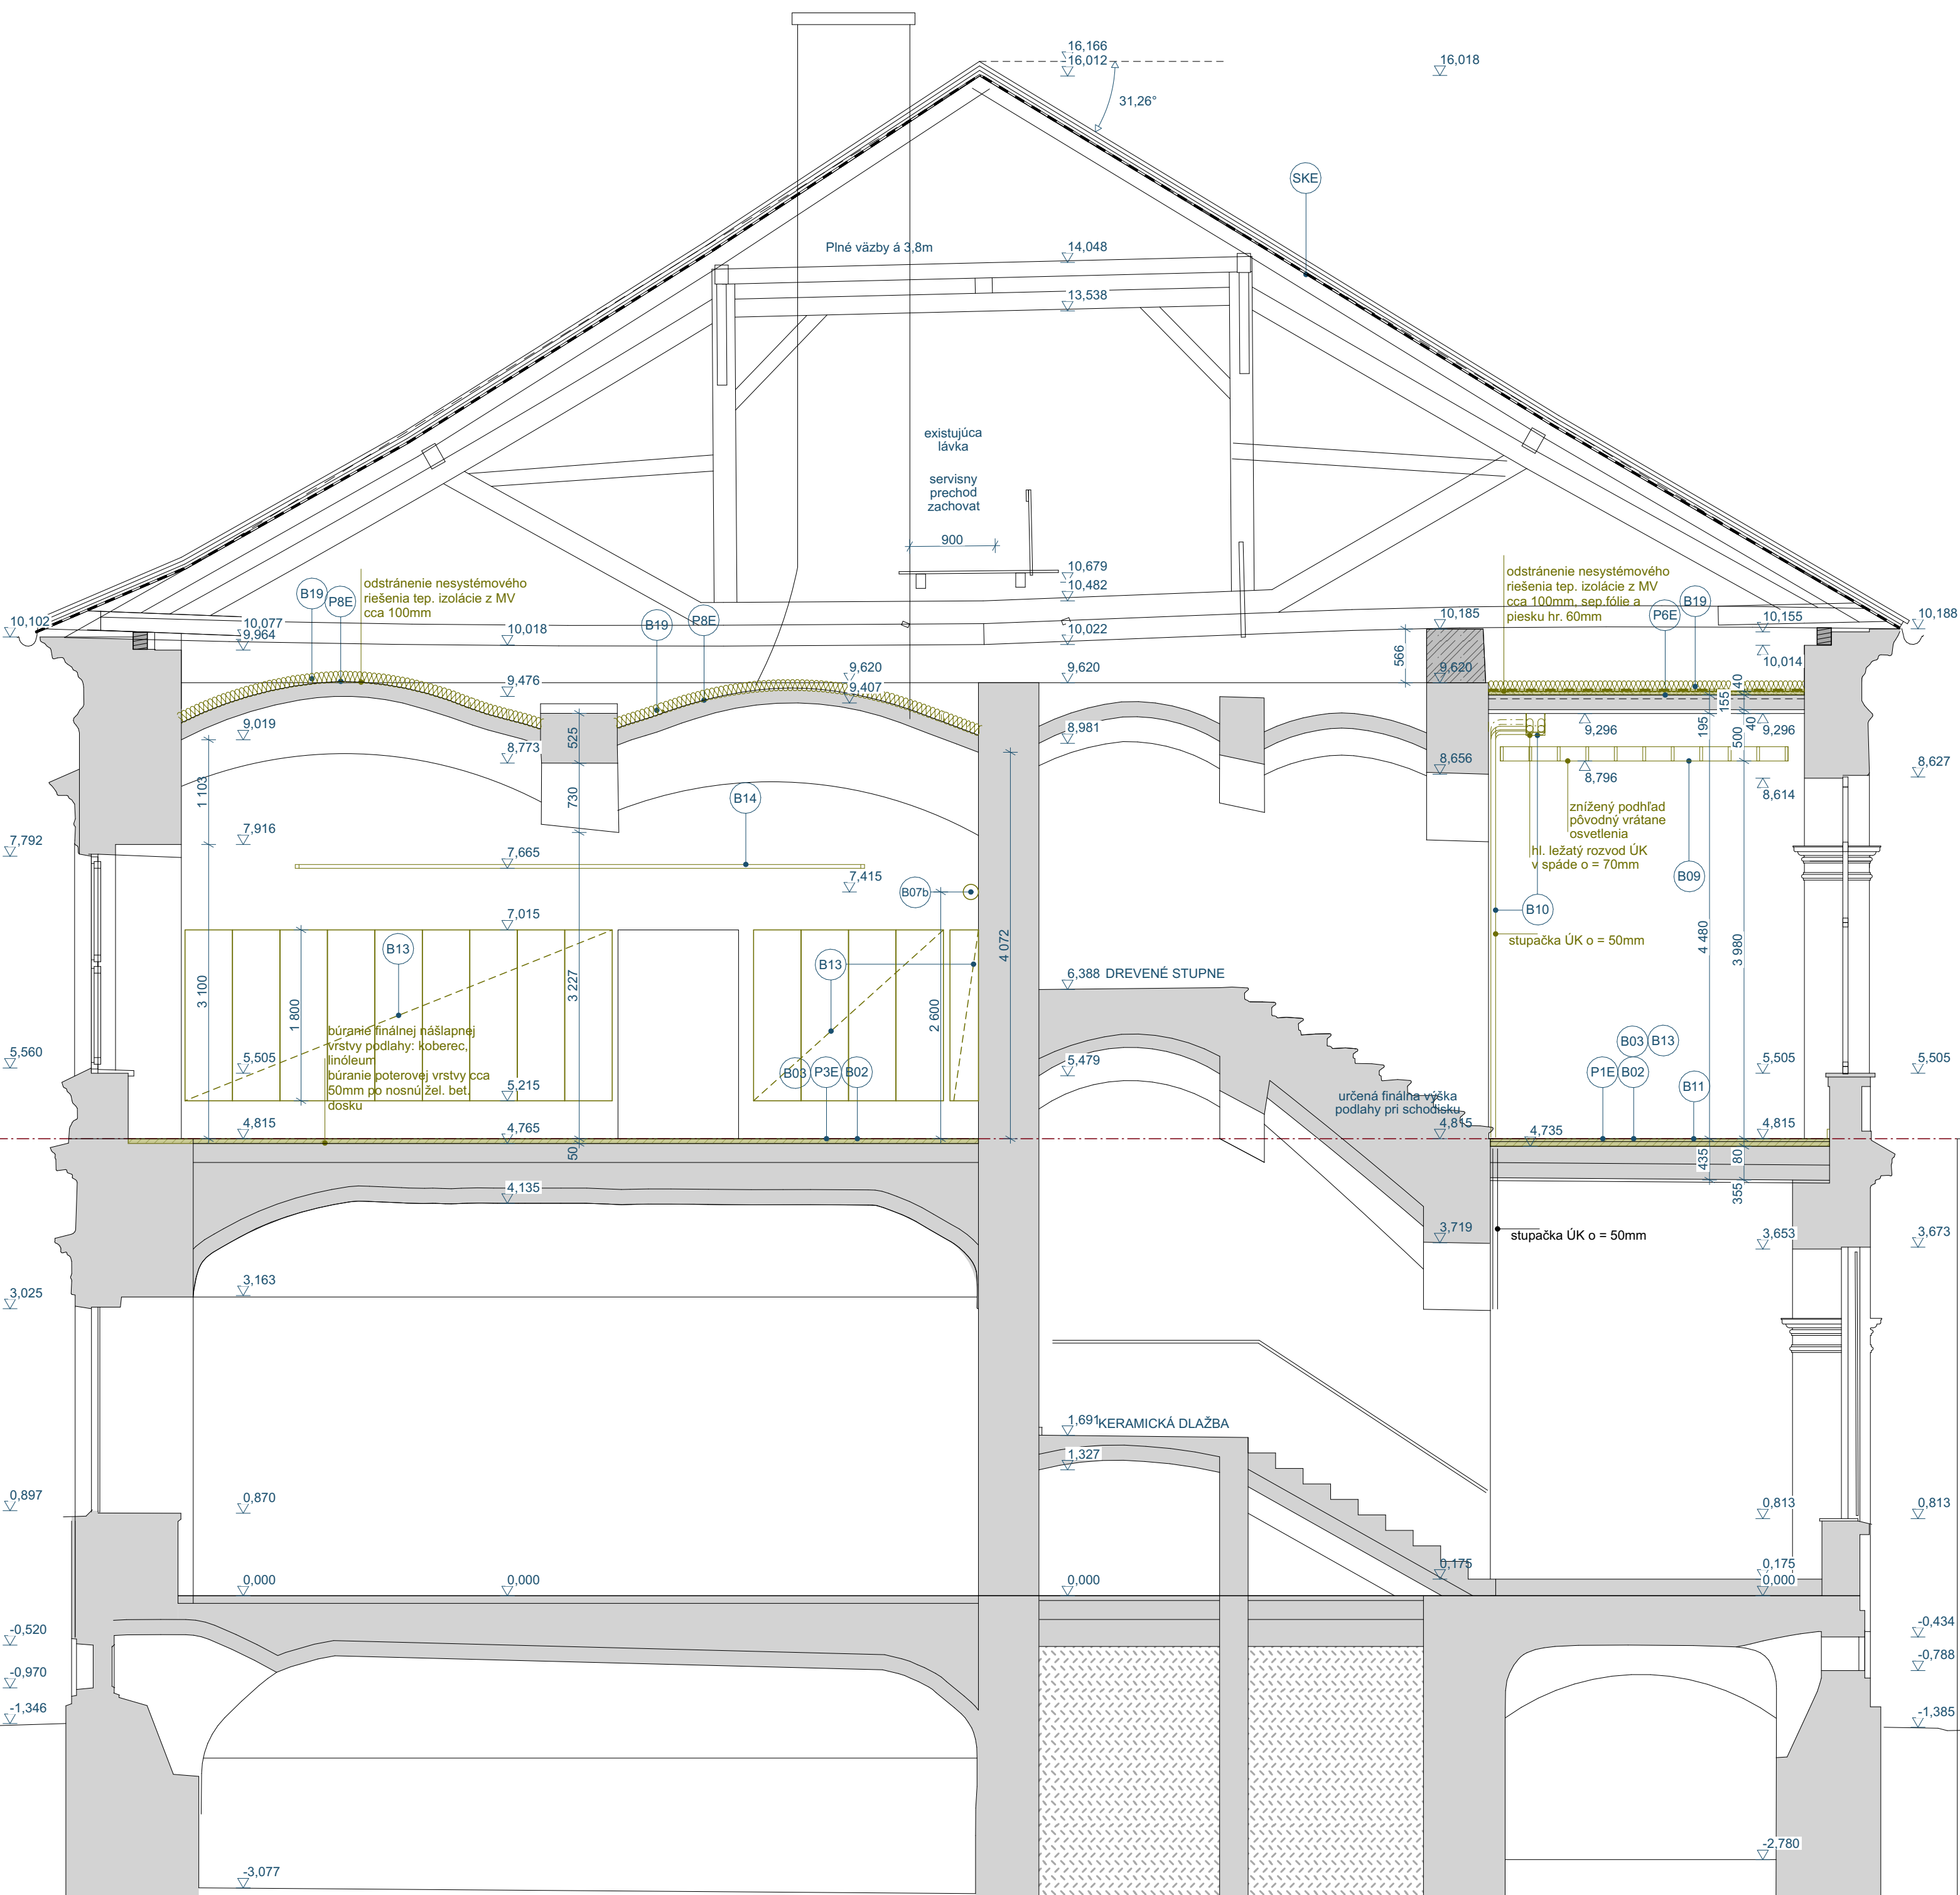 16,166
16,012
16,018
31,26°
SKE
Plné väzby á 3,8m
14,048
13,538
existujúca
lávka
servisny
prechod
zachovat
900
10,679
10,482
odstránenie nesystémového
riešenia tep. izolácie z MV
cca 100mm
B19
P8E
B19
P8E
odstránenie nesystémového
riešenia tep. izolácie z MV
cca 100mm, sep.fólie a
piesku hr. 60mm
P6E
B19
10,102
10,077
9,964
10,018
10,022
10,185
10,155
10,188
10,014
566
9,620
9,620
9,620
9,476
9,407
9,019
8,981
8,773
525
730
1 103
8,656
155
40
195
500
40
9,296
9,296
8,796
8,614
8,627
znížený podhľad
pôvodný vrátane
osvetlenia
hl. ležatý rozvod ÚK
v spáde o = 70mm
B09
B10
stupačka ÚK o = 50mm
B14
7,916
7,792
7,665
7,415
B07b
7,015
B13
B13
3 100
1 800
3 227
2 600
4 072
4 480
3 980
6,388 DREVENÉ STUPNE
búranie finálnej nášlapnej
vrstvy podlahy: koberec,
linóleum
búranie poterovej vrstvy cca
50mm po nosnú žel. bet.
dosku
5,560
5,505
5,215
B03
P3E
B02
5,479
B03
B13
P1E
B02
B11
5,505
5,505
určená finálna výška
podlahy pri schodisku
4,815
4,765
4,815
4,735
4,815
50
435
80
355
4,135
3,719
stupačka ÚK o = 50mm
3,653
3,673
3,163
3,025
1,691
KERAMICKÁ DLAŽBA
1,327
0,897
0,870
0,813
0,813
0,175
0,175
0,000
0,000
0,000
0,000
-0,520
-0,434
-0,970
-0,788
-1,346
-1,385
-3,077
-2,780